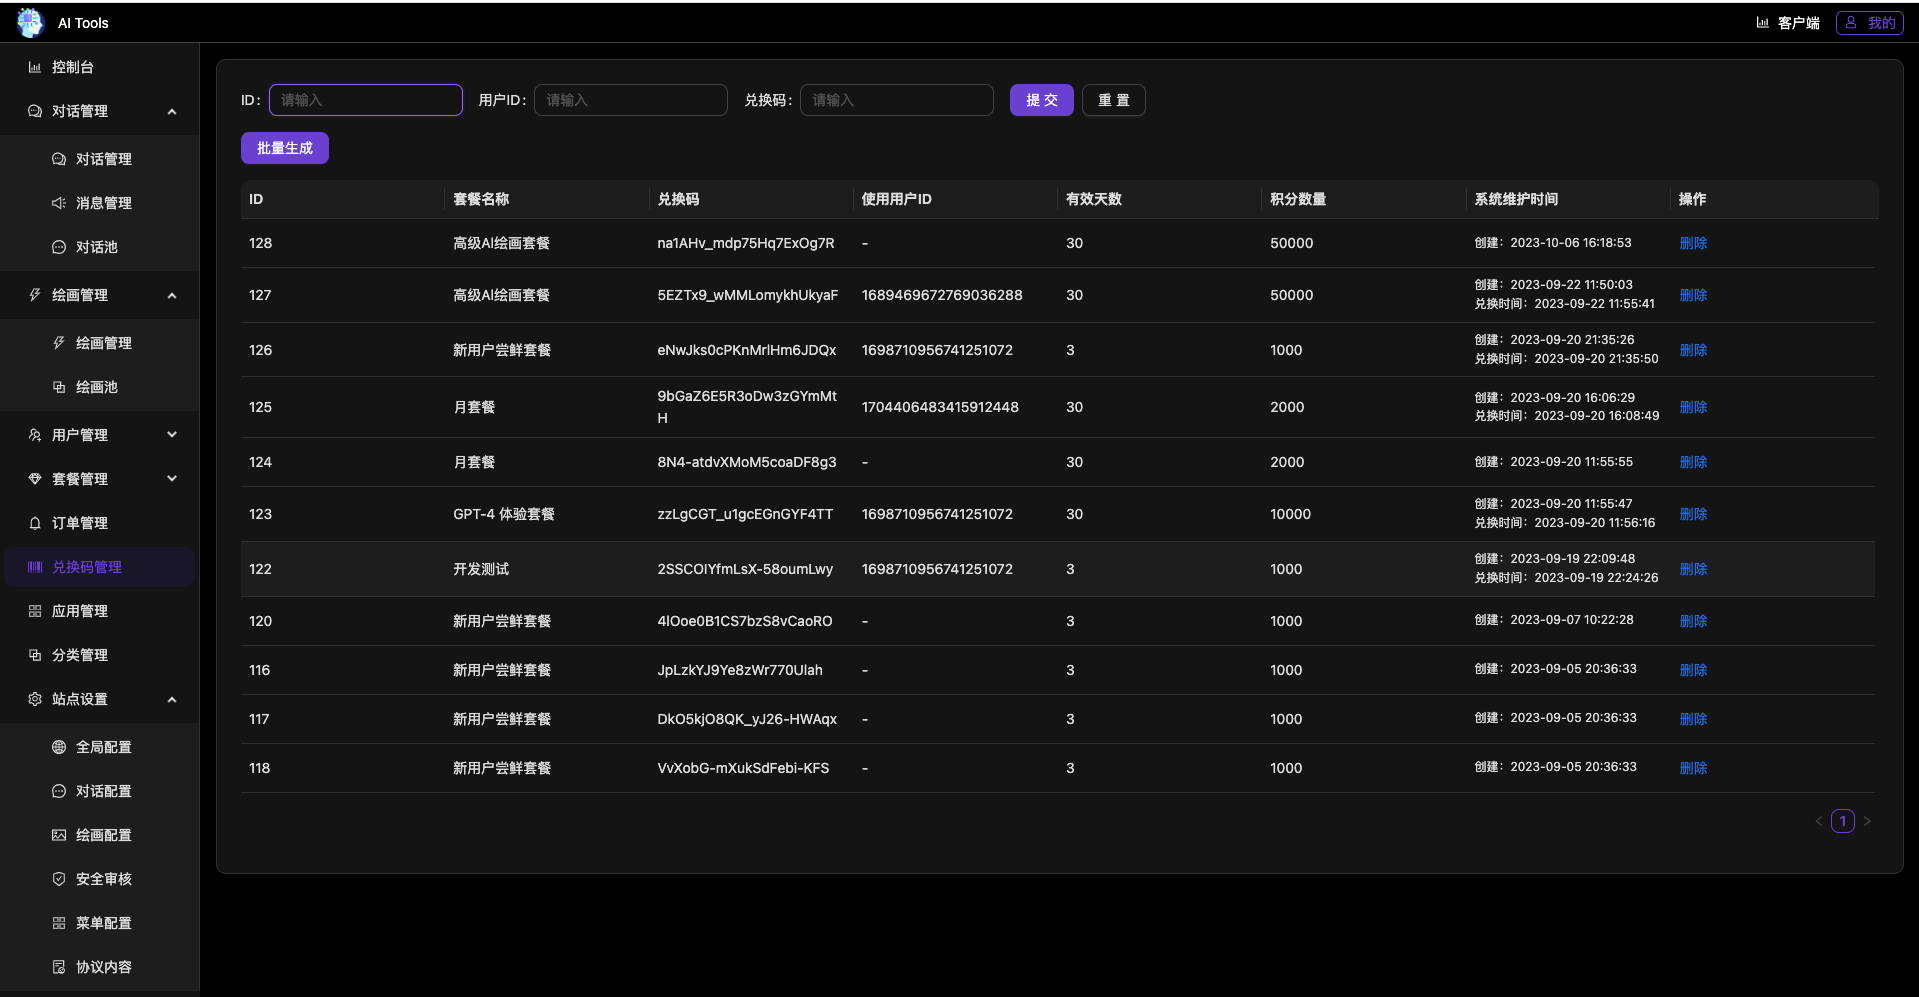 AI Tools
客户端
我的
控制台
对话管理
对话管理
消息管理
对话池
绘画管理
绘画管理
绘画池
用户管理
套餐管理
订单管理
兑换码管理
应用管理
分类管理
站点设置
全局配置
对话配置
绘画配置
安全审核
菜单配置
协议内容
ID: 请输入 用户ID: 请输入 兑换码: 请输入 提 交 重 置
批量生成
ID 套餐名称 兑换码 使用用户ID 有效天数 积分数量 系统维护时间 操作
128 高级AI绘画套餐 na1AHv_mdp75Hq7ExOg7R - 30 50000 创建: 2023-10-06 16:18:53 删除
127 高级AI绘画套餐 5EZTx9_wMMLomykhUkyaF 1689469672769036288 30 50000 创建: 2023-09-22 11:50:03
兑换时间: 2023-09-22 11:55:41 删除
126 新用户尝鲜套餐 eNwJks0cPKnMrlHm6JDQx 1698710956741251072 3 1000 创建: 2023-09-20 21:35:26
兑换时间: 2023-09-20 21:35:50 删除
125 月套餐 9bGaZ6E5R3oDw3zGYmMt
H 1704406483415912448 30 2000 创建: 2023-09-20 16:06:29
兑换时间: 2023-09-20 16:08:49 删除
124 月套餐 8N4-atdvXMoM5coaDF8g3 - 30 2000 创建: 2023-09-20 11:55:55 删除
123 GPT-4 体验套餐 zzLgCGT_u1gcEGnGYF4TT 1698710956741251072 30 10000 创建: 2023-09-20 11:55:47
兑换时间: 2023-09-20 11:56:16 删除
122 开发测试 2SSCOlYfmLsX-58oumLwy 1698710956741251072 3 1000 创建: 2023-09-19 22:09:48
兑换时间: 2023-09-19 22:24:26 删除
120 新用户尝鲜套餐 4lOoe0B1CS7bzS8vCaoRO - 3 1000 创建: 2023-09-07 10:22:28 删除
116 新用户尝鲜套餐 JpLzkYJ9Ye8zWr770Ulah - 3 1000 创建: 2023-09-05 20:36:33 删除
117 新用户尝鲜套餐 DkO5kjO8QK_yJ26-HWAqx - 3 1000 创建: 2023-09-05 20:36:33 删除
118 新用户尝鲜套餐 VvXobG-mXukSdFebi-KFS - 3 1000 创建: 2023-09-05 20:36:33 删除
< 1 >